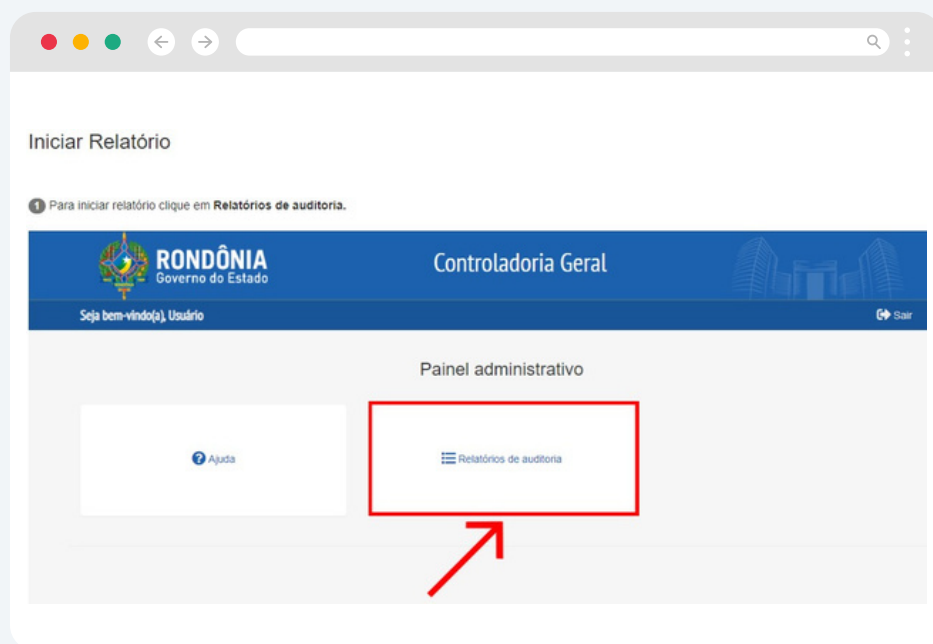 Iniciar Relatório
1 Para iniciar relatório clique em Relatórios de auditoria.
RONDÔNIA
Governo do Estado
Controladoria Geral
Seja bem-vindo(a), Usuário
Sair
Painel administrativo
Ajuda
Relatórios de auditoria